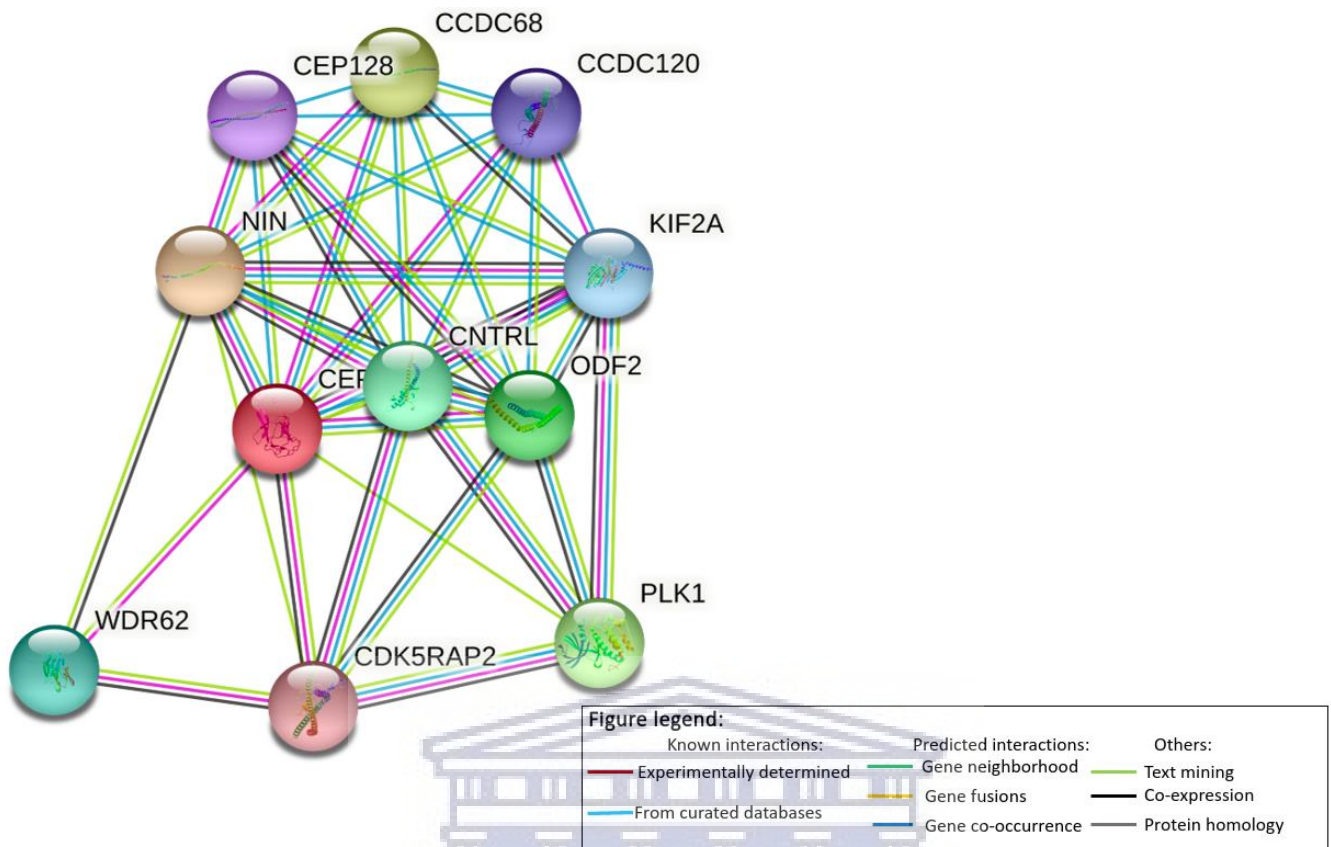 CCDC68
CEP128
CCDC120
NIN
KIF2A
CNTRL
ODF2
WDR62
CDK5RAP2
PLK1
Figure legend:
Known interactions:
Predicted interactions:
Others:
Experimentally determined
Gene neighborhood
Text mining
From curated databases
Gene fusions
Co-expression
Gene co-occurrence
Protein homology